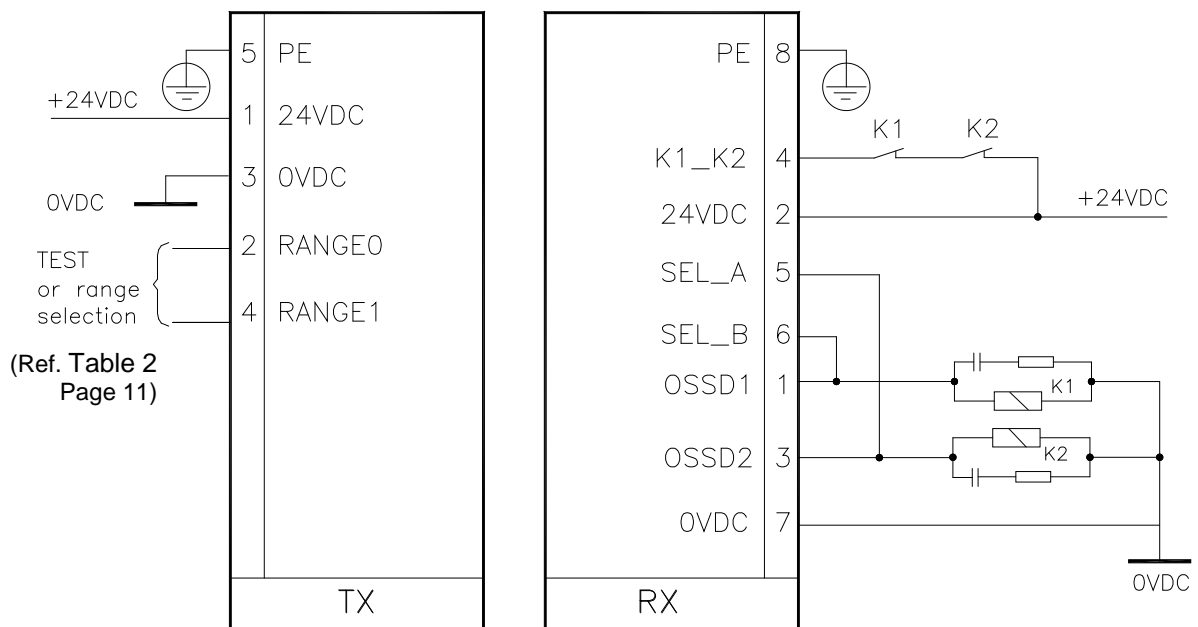 5 PE
+24VDC
1 24VDC
3 0VDC
0VDC
2 RANGE0
TEST
or range
selection
4 RANGE1
(Ref. Table 2
Page 11)
TX
PE 8
K1 K2
K1_K2 4
24VDC 2
+24VDC
SEL_A 5
SEL_B 6
OSSD1 1
K1
OSSD2 3
K2
0VDC 7
0VDC
RX